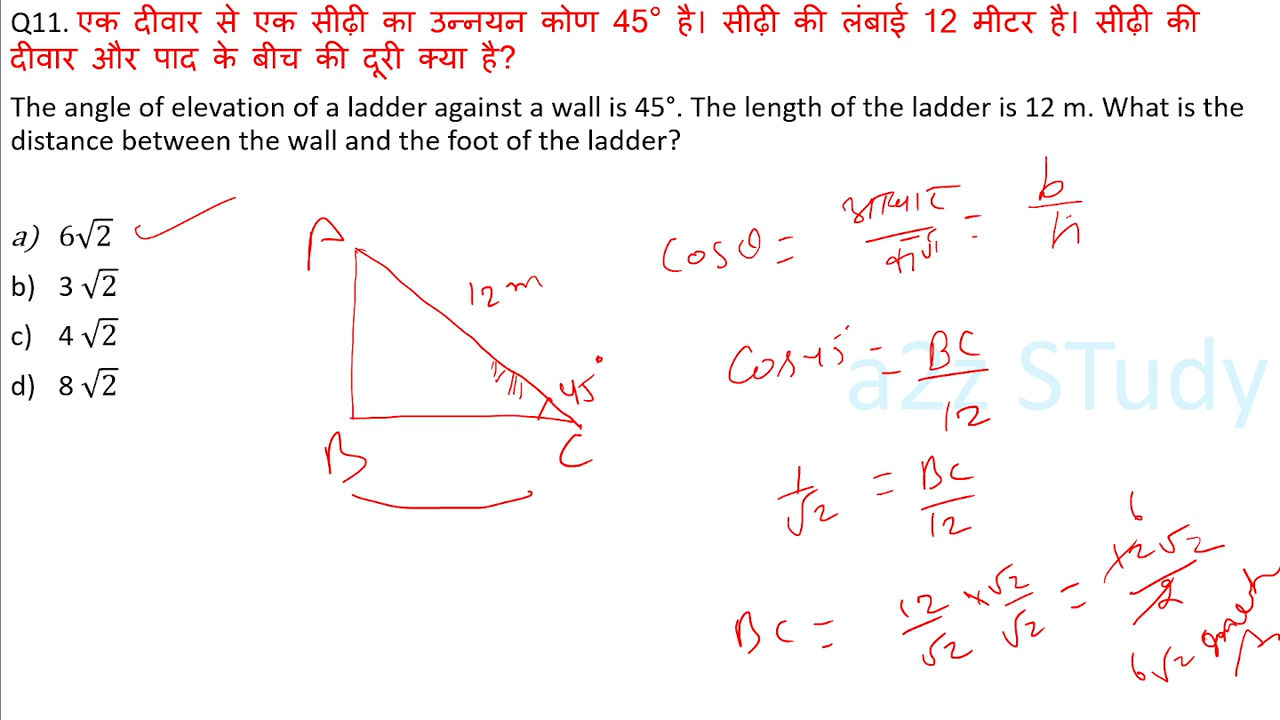 Q11. एक दीवार से एक सीढ़ी का उन्नयन कोण 45° है। सीढ़ी की लंबाई 12 मीटर है। सीढ़ी की
दीवार और पाद के बीच की दूरी क्या है?
The angle of elevation of a ladder against a wall is 45°. The length of the ladder is 12 m. What is the
distance between the wall and the foot of the ladder?
a) 6√2
b) 3 √2
c) 4 √2
d) 8 √2
A
12 m
45°
B
C
Cosθ = आधार/कर्ण = b/h
Cos45° = BC/12
a2z STudy
1/√2 = BC/12
BC = 12/√2 × √2/√2 = 12√2/2
6
6√2